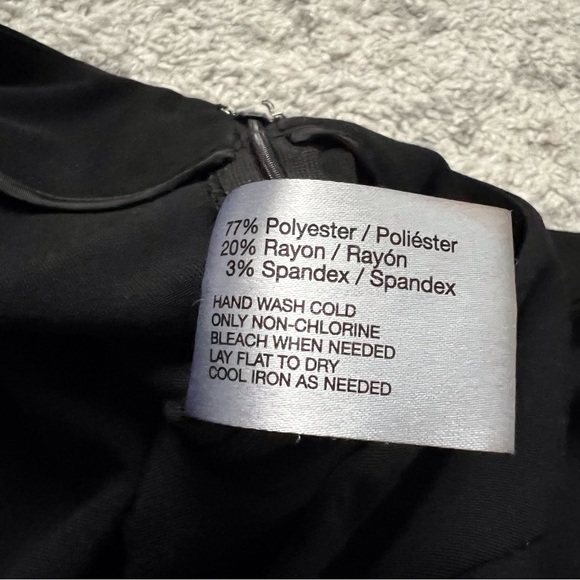 77% Polyester / Poliéster
20% Rayon / Rayón
3% Spandex / Spandex
HAND WASH COLD
ONLY NON-CHLORINE
BLEACH WHEN NEEDED
LAY FLAT TO DRY
COOL IRON AS NEEDED